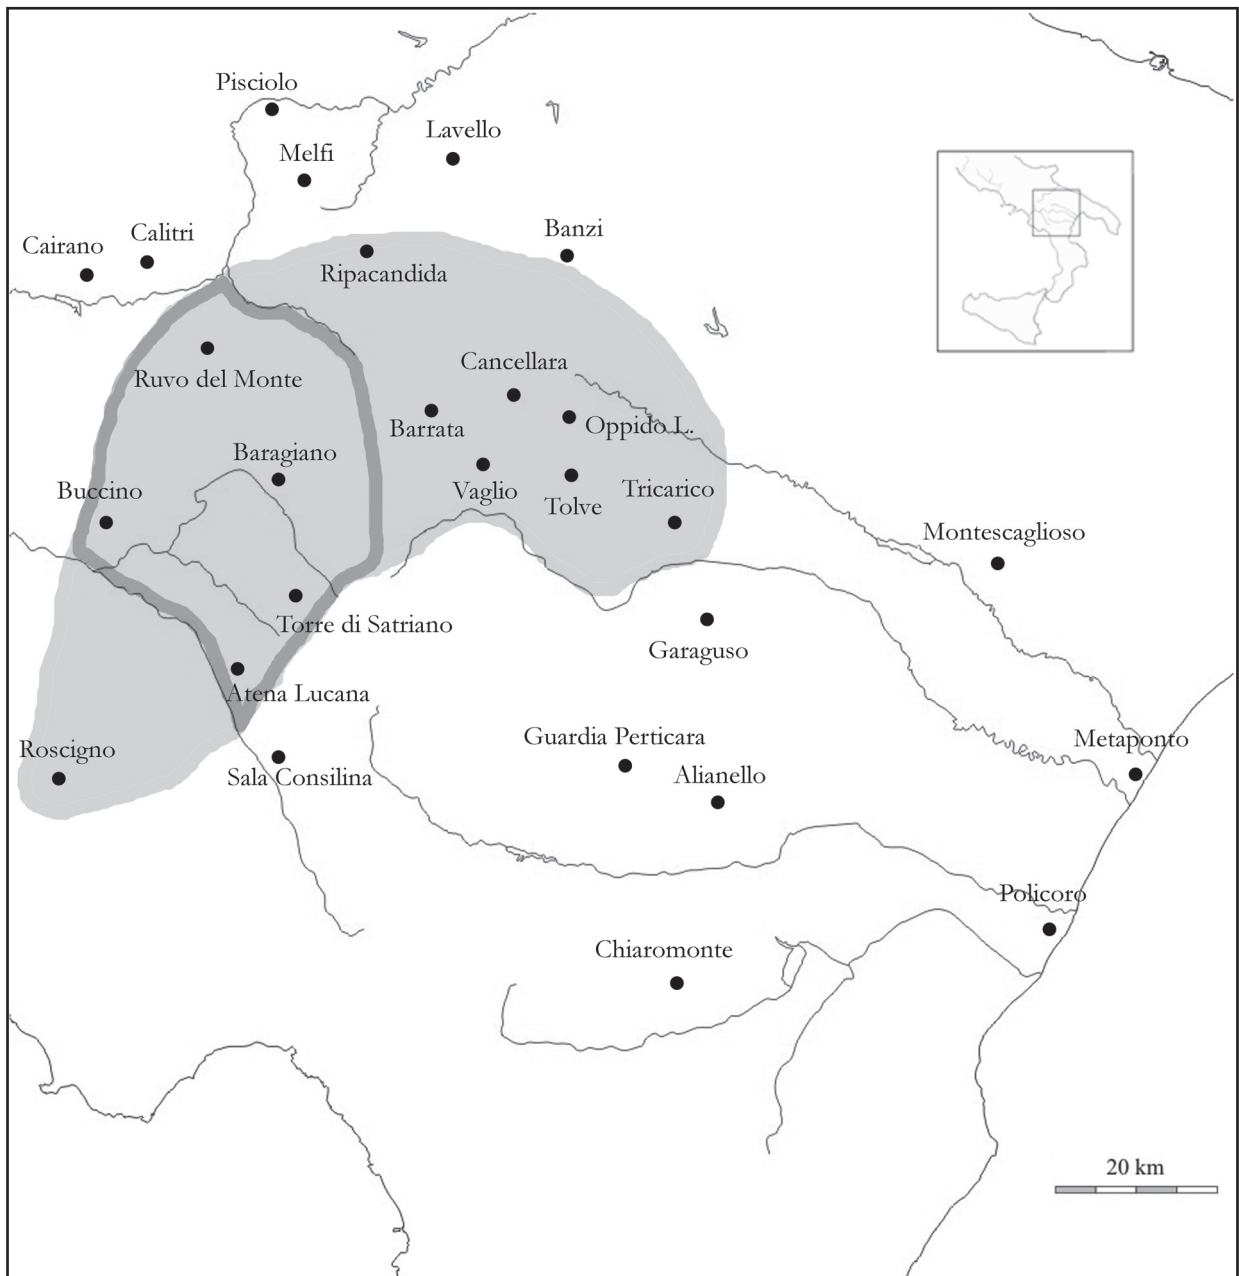 Pisciolo
Lavello
Melfi
Banzi
Calitri
Cairano
Ripacandida
Cancellara
Ruvo del Monte
Oppido L.
Barrata
Baragiano
Buccino
Vaglio
Tricarico
Tolve
Montescaglioso
Torre di Satriano
Garaguso
Atena Lucana
Guardia Perticara
Metaponto
Roscigno
Alianello
Sala Consilina
Policoro
Chiaromonte
20 km